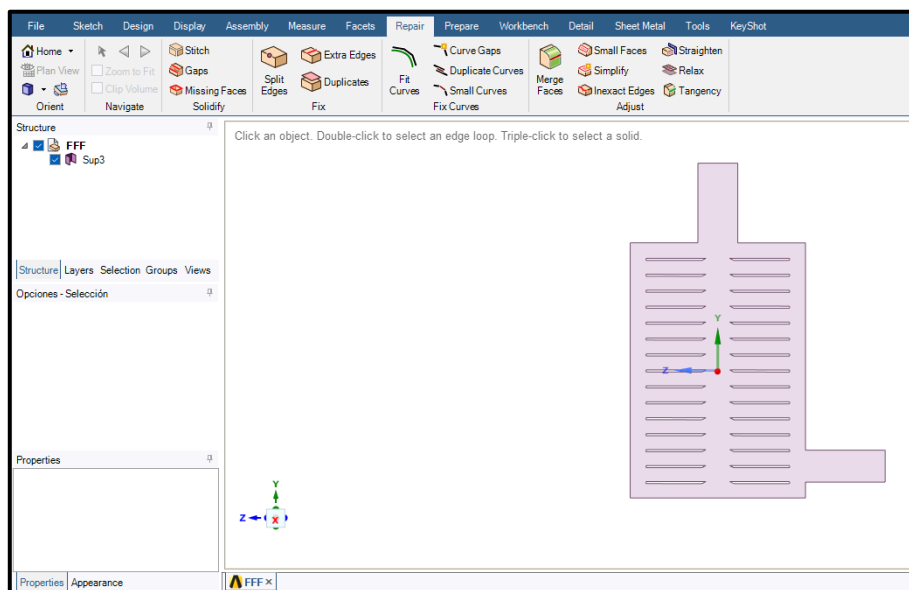 File Sketch Design Display Assembly Measure Facets Repair Prepare Workbench Detail Sheet Metal Tools KeyShot
Home
Plan View
Orient
Zoom to Fit
Clip Volume
Navigate
Stitch
Gaps
Missing Faces
Solidify
Split
Edges
Extra Edges
Duplicates
Fix
Fit
Curves
Curve Gaps
Duplicate Curves
Small Curves
Fix Curves
Merge
Faces
Small Faces
Simplify
Inexact Edges
Straighten
Relax
Tangency
Adjust
Structure
FFF
Sup3
Structure Layers Selection Groups Views
Opciones - Selección
Properties
Properties Appearance
Click an object. Double-click to select an edge loop. Triple-click to select a solid.
Y
Z
Y
Z
X
FFF